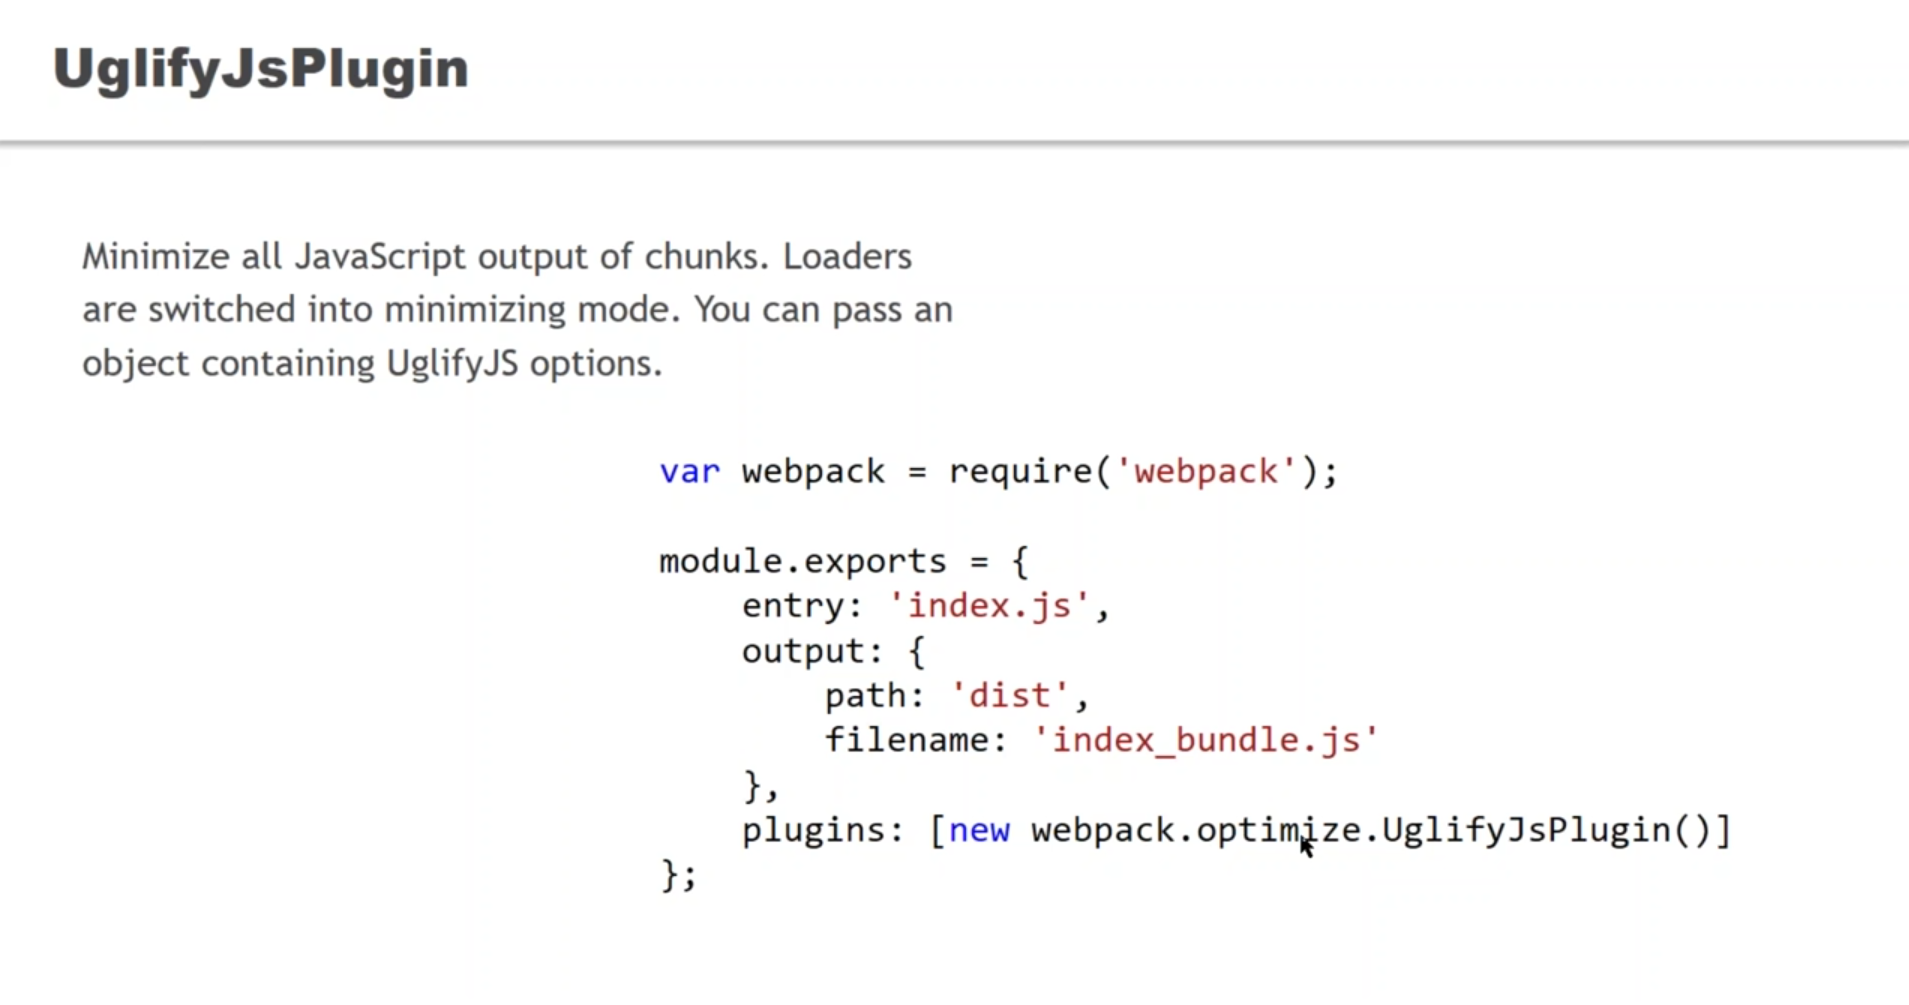 UglifyJsPlugin
Minimize all JavaScript output of chunks. Loaders
are switched into minimizing mode. You can pass an
object containing UglifyJS options.
var webpack = require('webpack');
module.exports = {
    entry: 'index.js',
    output: {
        path: 'dist',
        filename: 'index_bundle.js'
    },
    plugins: [new webpack.optimize.UglifyJsPlugin()]
};